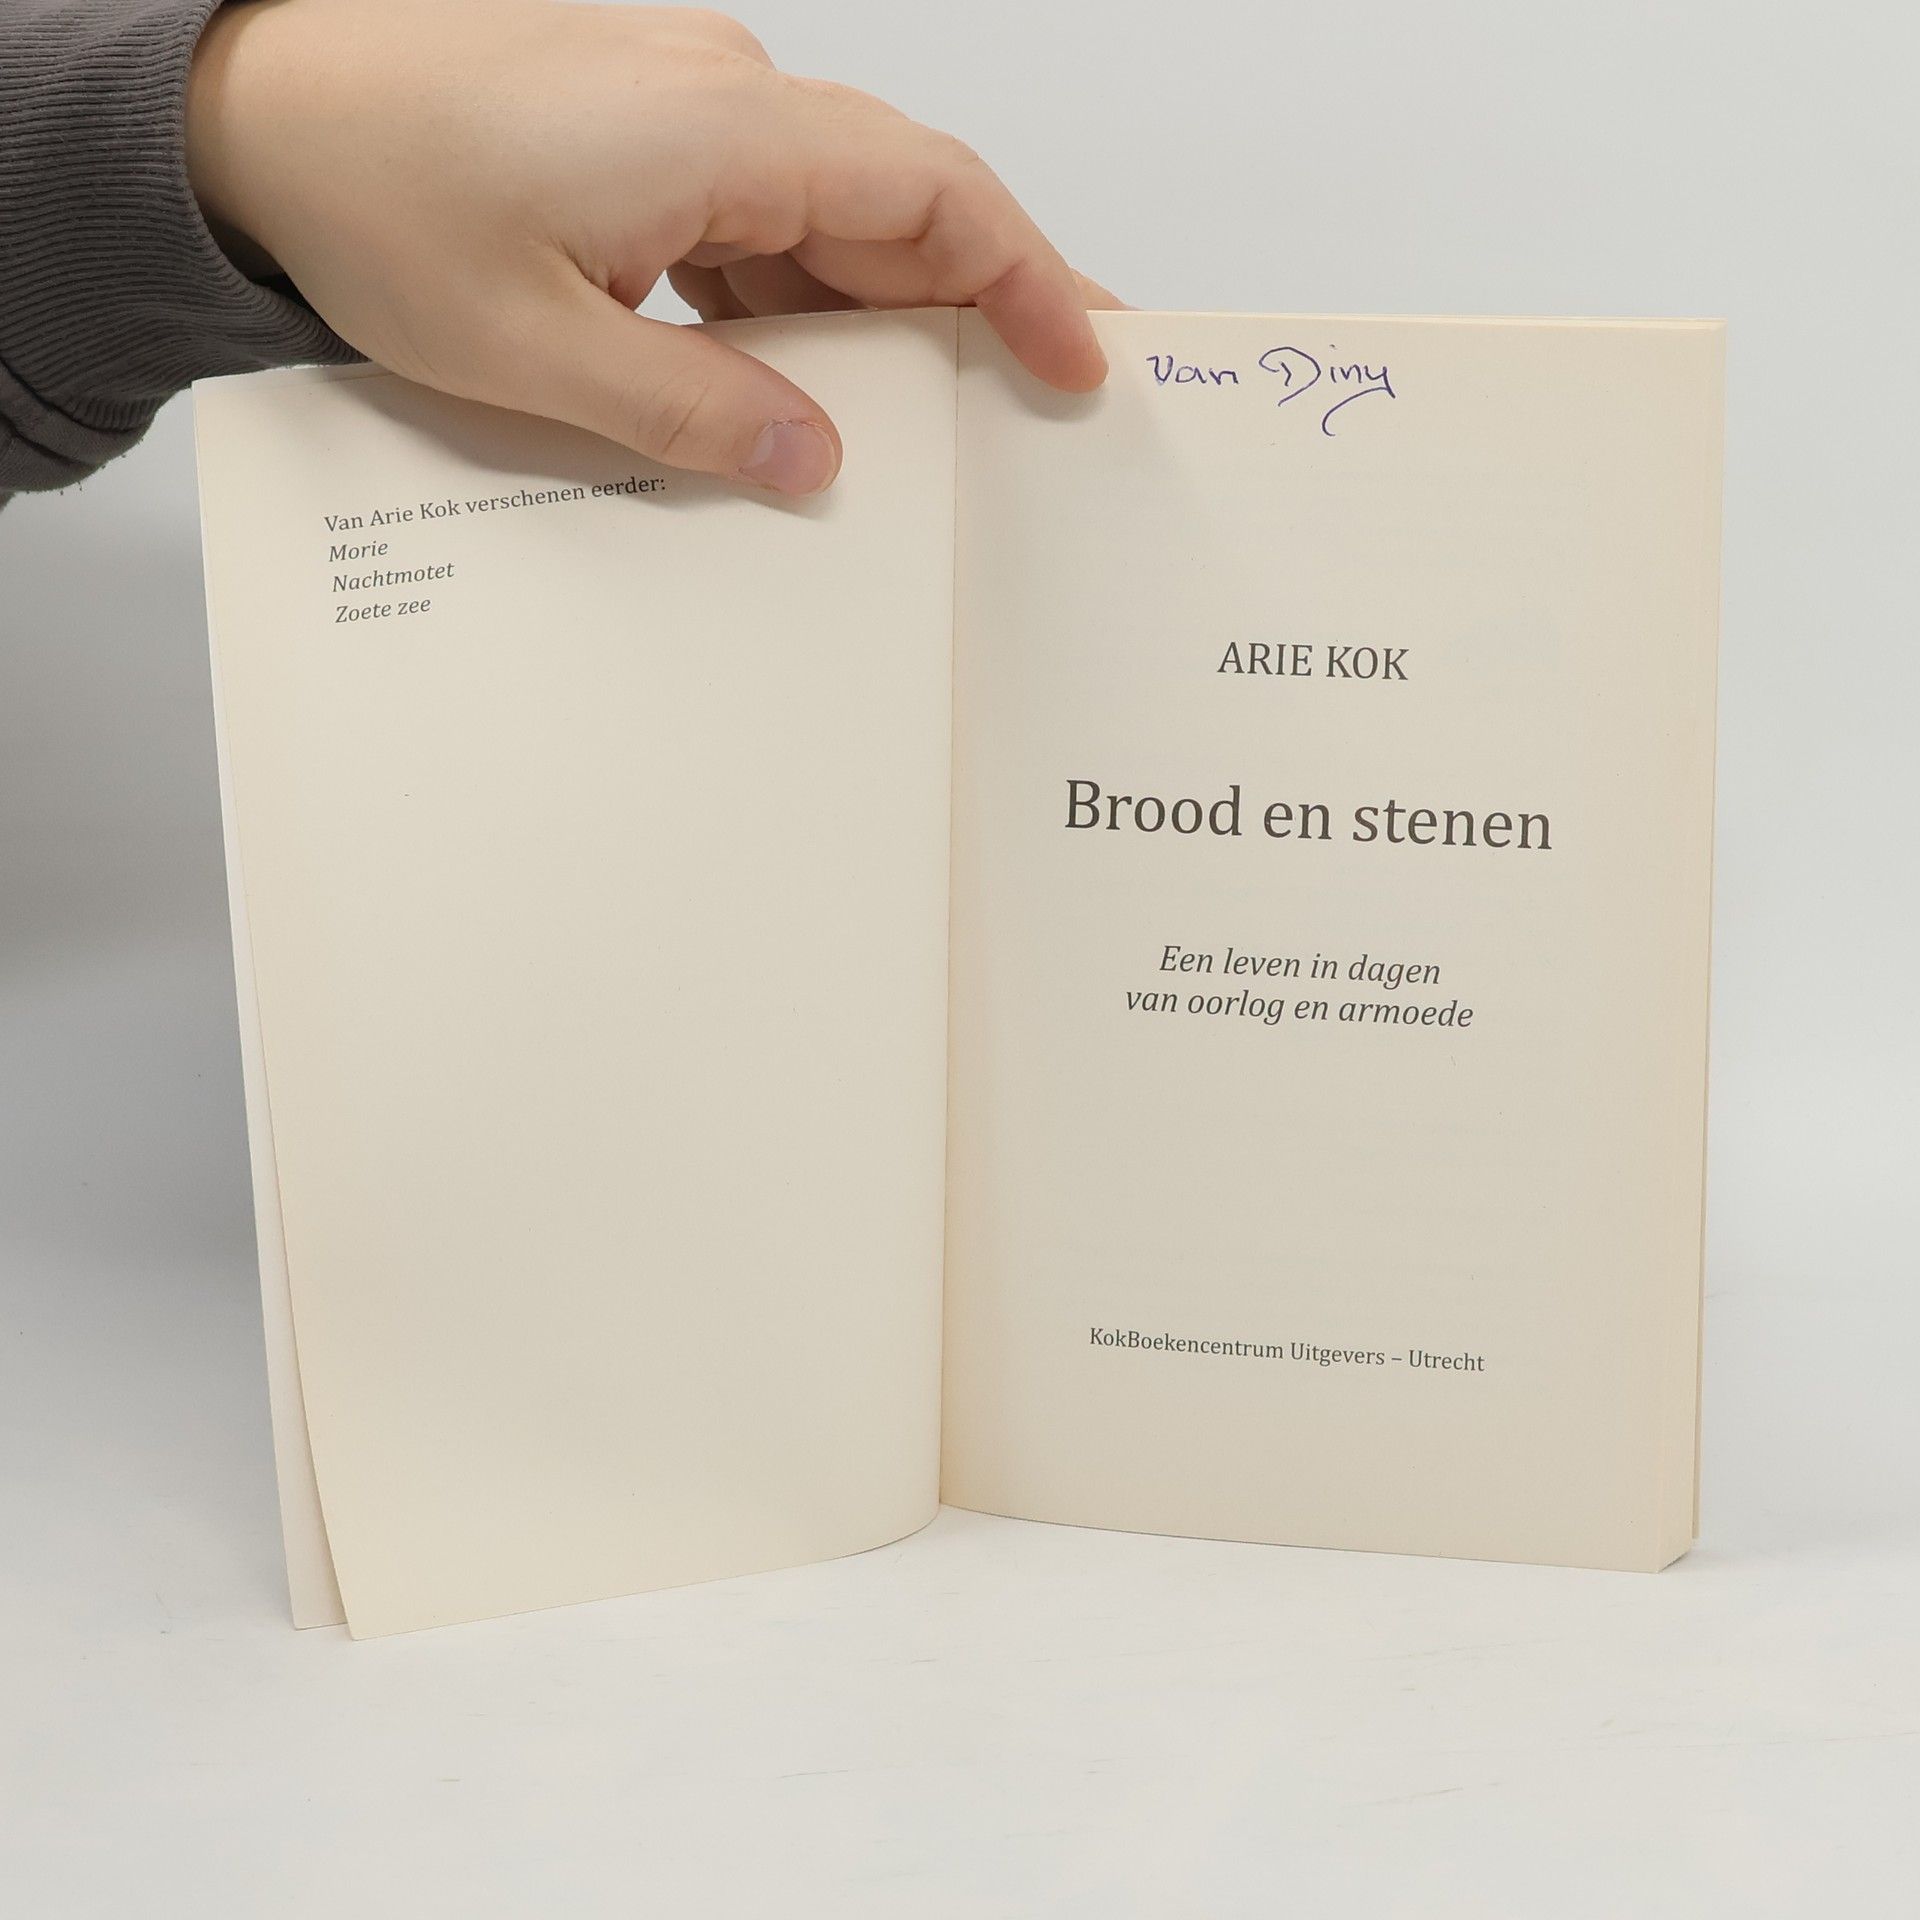 Van Arie Kok verschenen eerder:
Morie
Nachtmotet
Zoete zee
Van Diny
ARIE KOK
Brood en stenen
Een leven in dagen
van oorlog en armoede
KokBoekencentrum Uitgevers – Utrecht